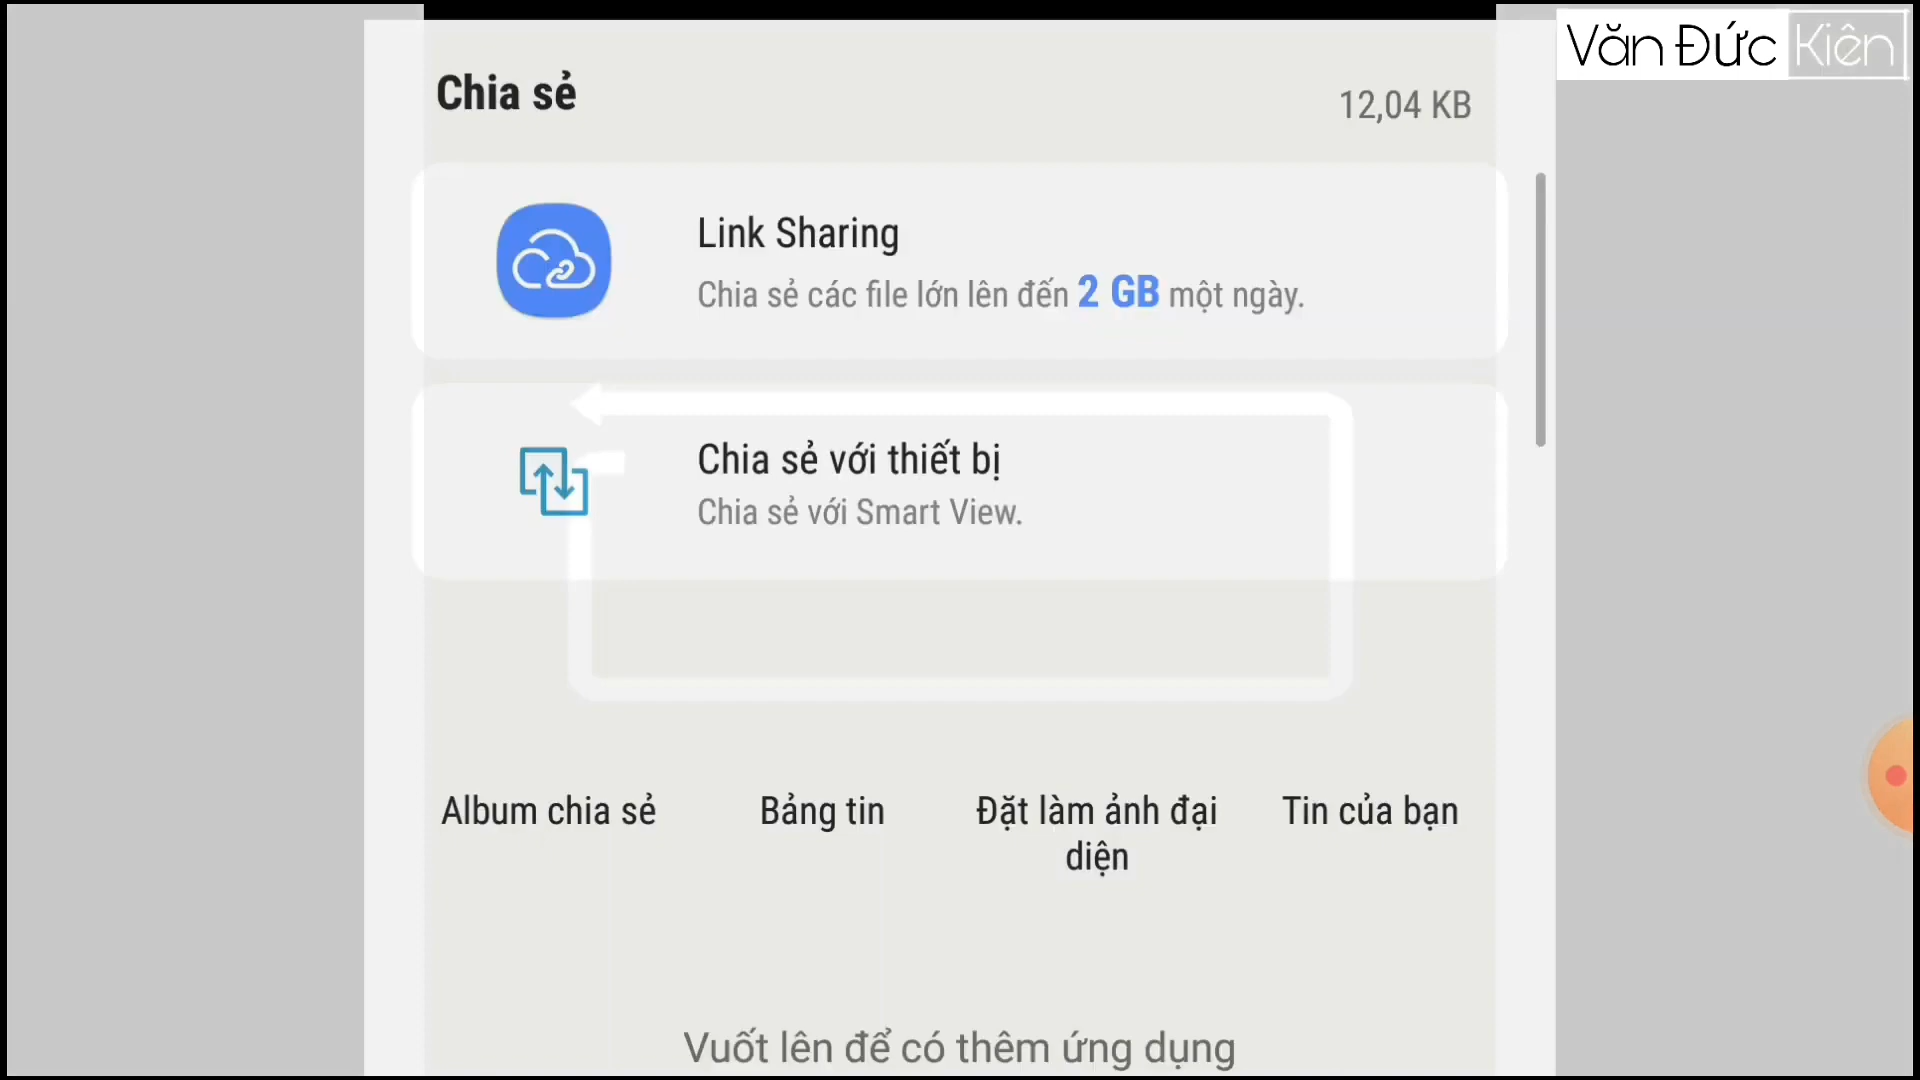 Văn Đức Kiên
Chia sẻ
12,04 KB
Link Sharing
Chia sẻ các file lớn lên đến 2 GB một ngày.
Chia sẻ với thiết bị
Chia sẻ với Smart View.
Album chia sẻ
Bảng tin
Đặt làm ảnh đại
diện
Tin của bạn
Vuốt lên để có thêm ứng dụng